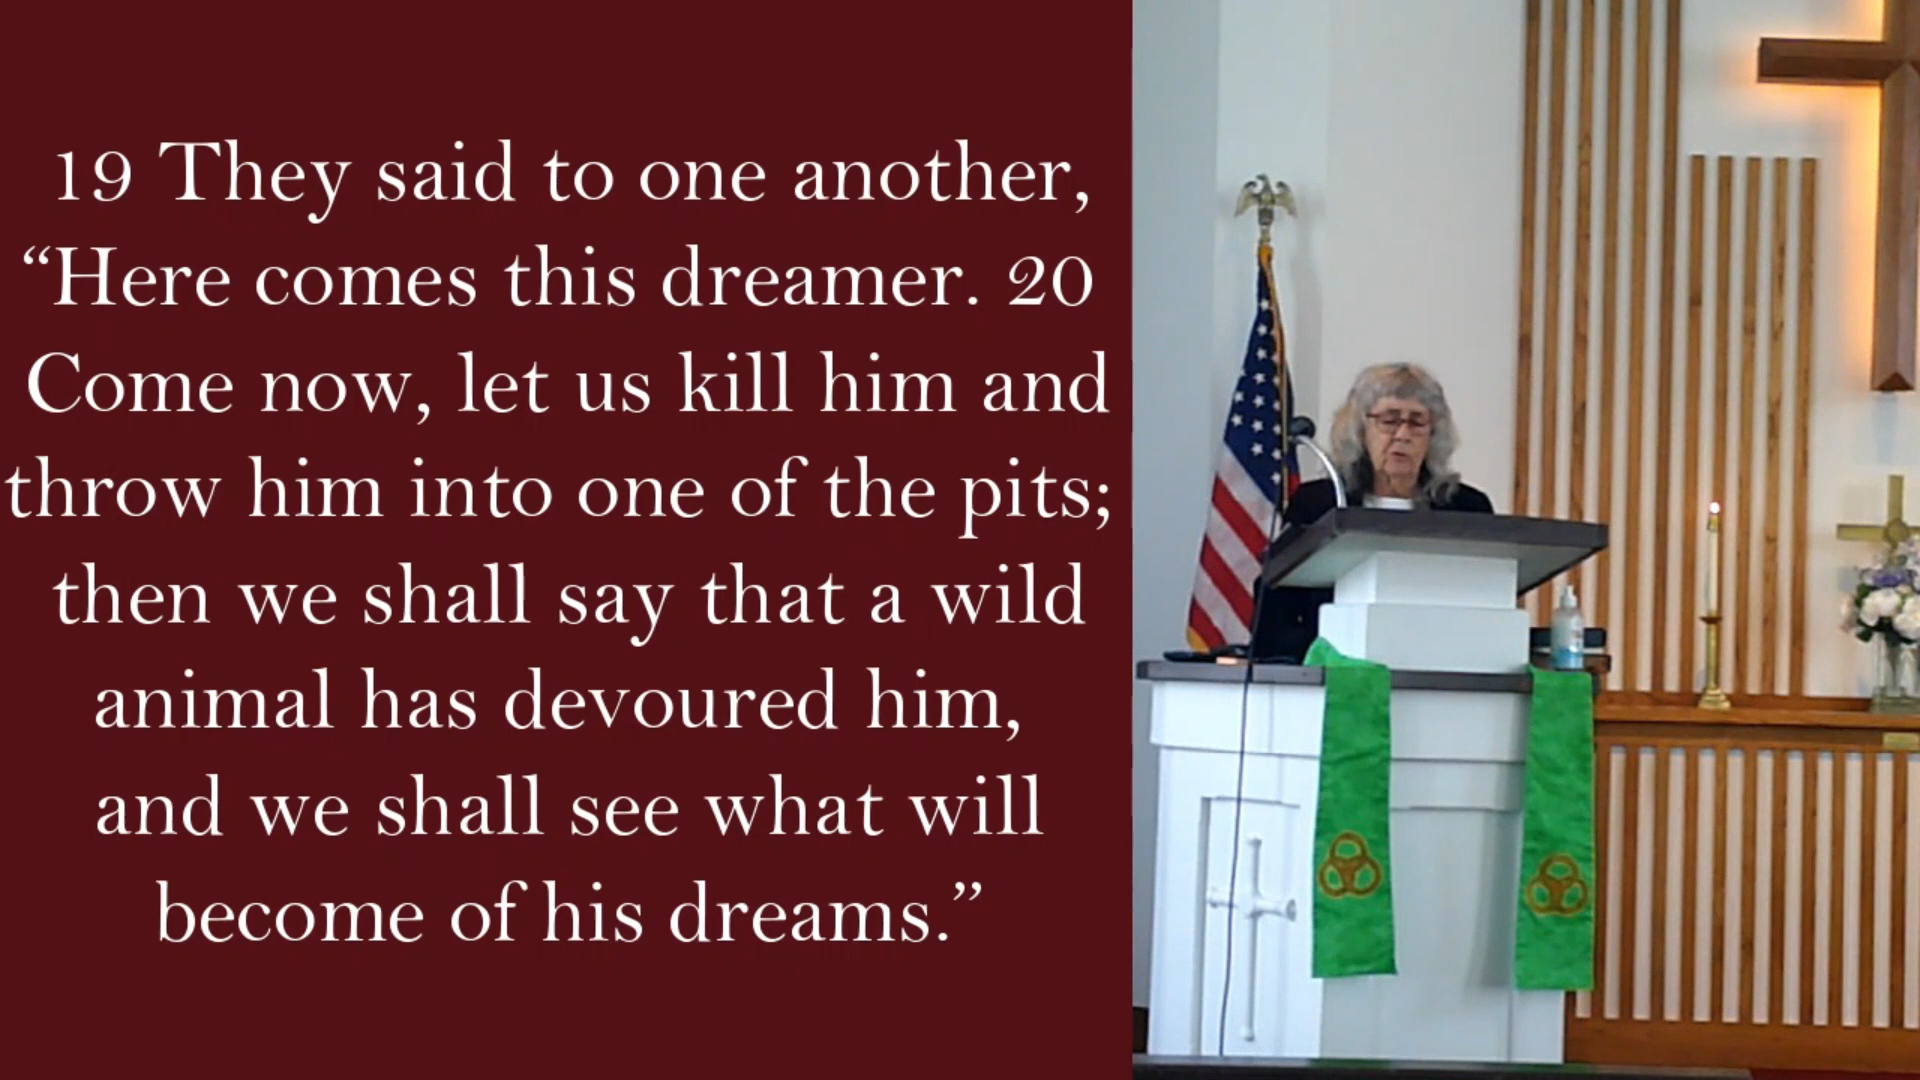 19 They said to one another,
“Here comes this dreamer. 20
Come now, let us kill him and
throw him into one of the pits;
then we shall say that a wild
animal has devoured him,
and we shall see what will
become of his dreams.”